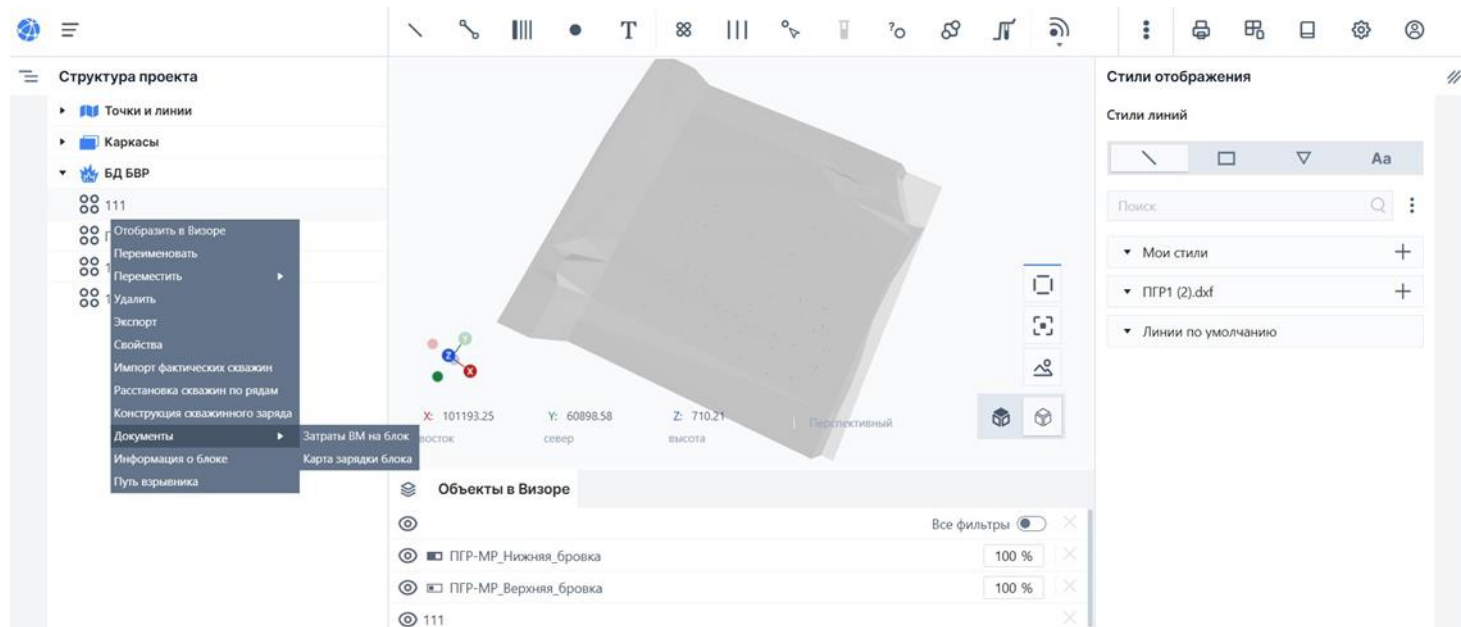 T
?
Структура проекта
Точки и линии
Каркасы
БД БВР
111
Отобразить в Визоре
Переименовать
Переместить
Удалить
Экспорт
Свойства
Импорт фактических скважин
Расстановка скважин по рядам
Конструкция скважинного заряда
Документы
Затраты ВМ на блок
Информация о блоке
Карта зарядки блока
Путь взрывника
Y
Z
X
X: 101193.25 Y: 60898.58 Z: 710.21
восток север высота
Перспективный
Объекты в Визоре
Все фильтры
ПГР-МР_Нижняя_бровка 100 %
ПГР-МР_Верхняя_бровка 100 %
111
Стили отображения
Стили линий
Aa
Поиск
Мои стили
ПГР1 (2).dxf
Линии по умолчанию